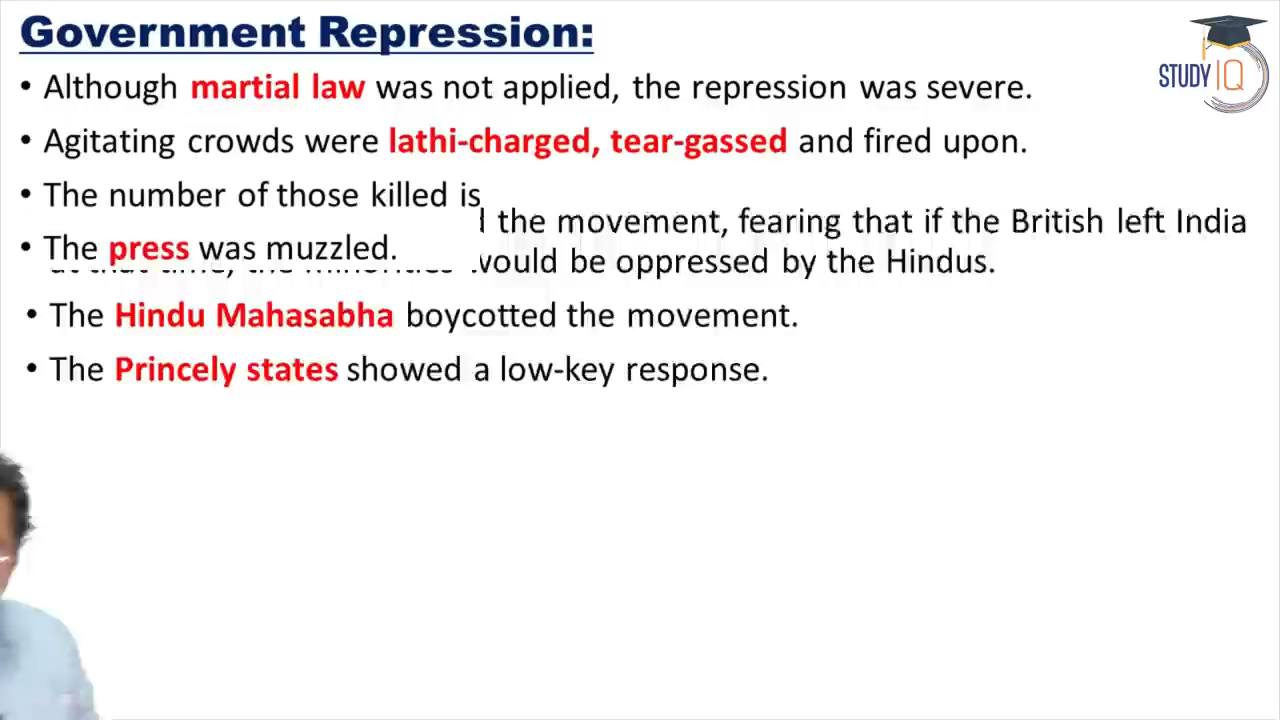 Government Repression:
STUDY IQ
• Although martial law was not applied, the repression was severe.
• Agitating crowds were lathi-charged, tear-gassed and fired upon.
• The number of those killed is
the movement, fearing that if the British left India
• The press was muzzled.
would be oppressed by the Hindus.
• The Hindu Mahasabha boycotted the movement.
• The Princely states showed a low-key response.